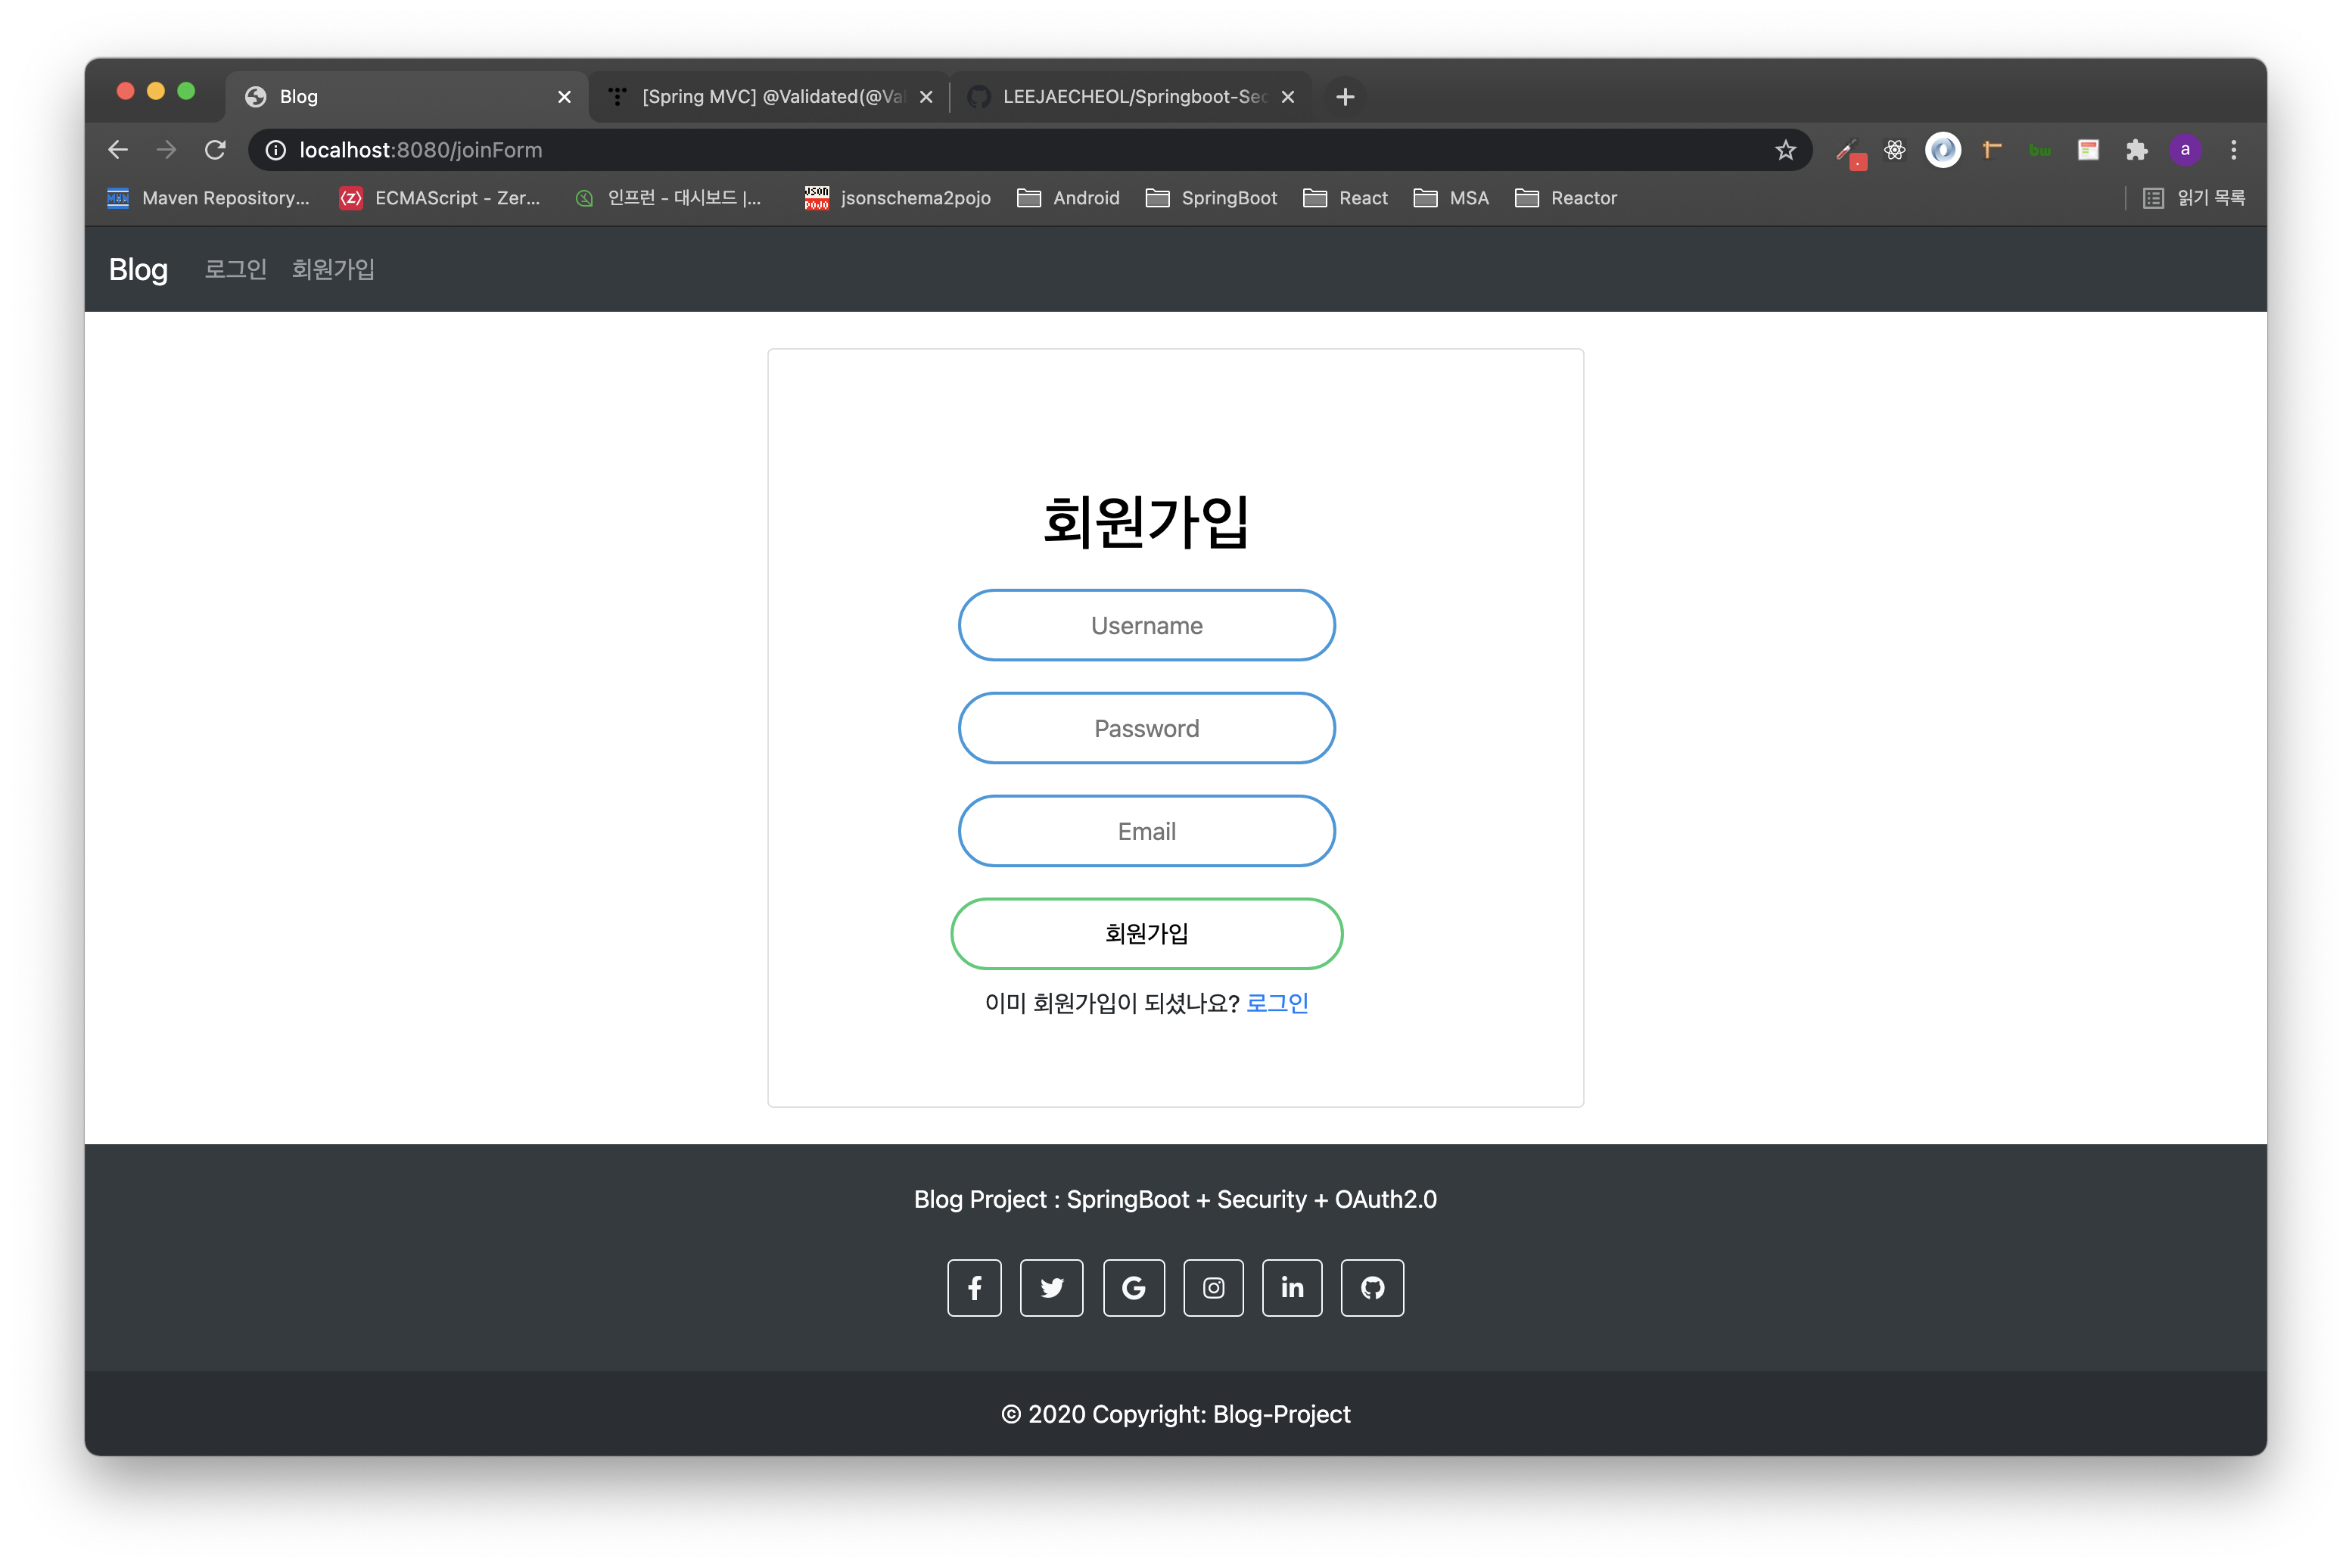 Blog
[Spring MVC] @Validated(@Va
LEEJAECHEOL/Springboot-Sec
localhost:8080/joinForm
a
Maven Repository...
ECMAScript - Zer...
인프런 - 대시보드 |...
JSON POJO
jsonschema2pojo
Android
SpringBoot
React
MSA
Reactor
읽기 목록
Blog 로그인 회원가입
회원가입
Username
Password
Email
회원가입
이미 회원가입이 되셨나요? 로그인
Blog Project : SpringBoot + Security + OAuth2.0
© 2020 Copyright: Blog-Project